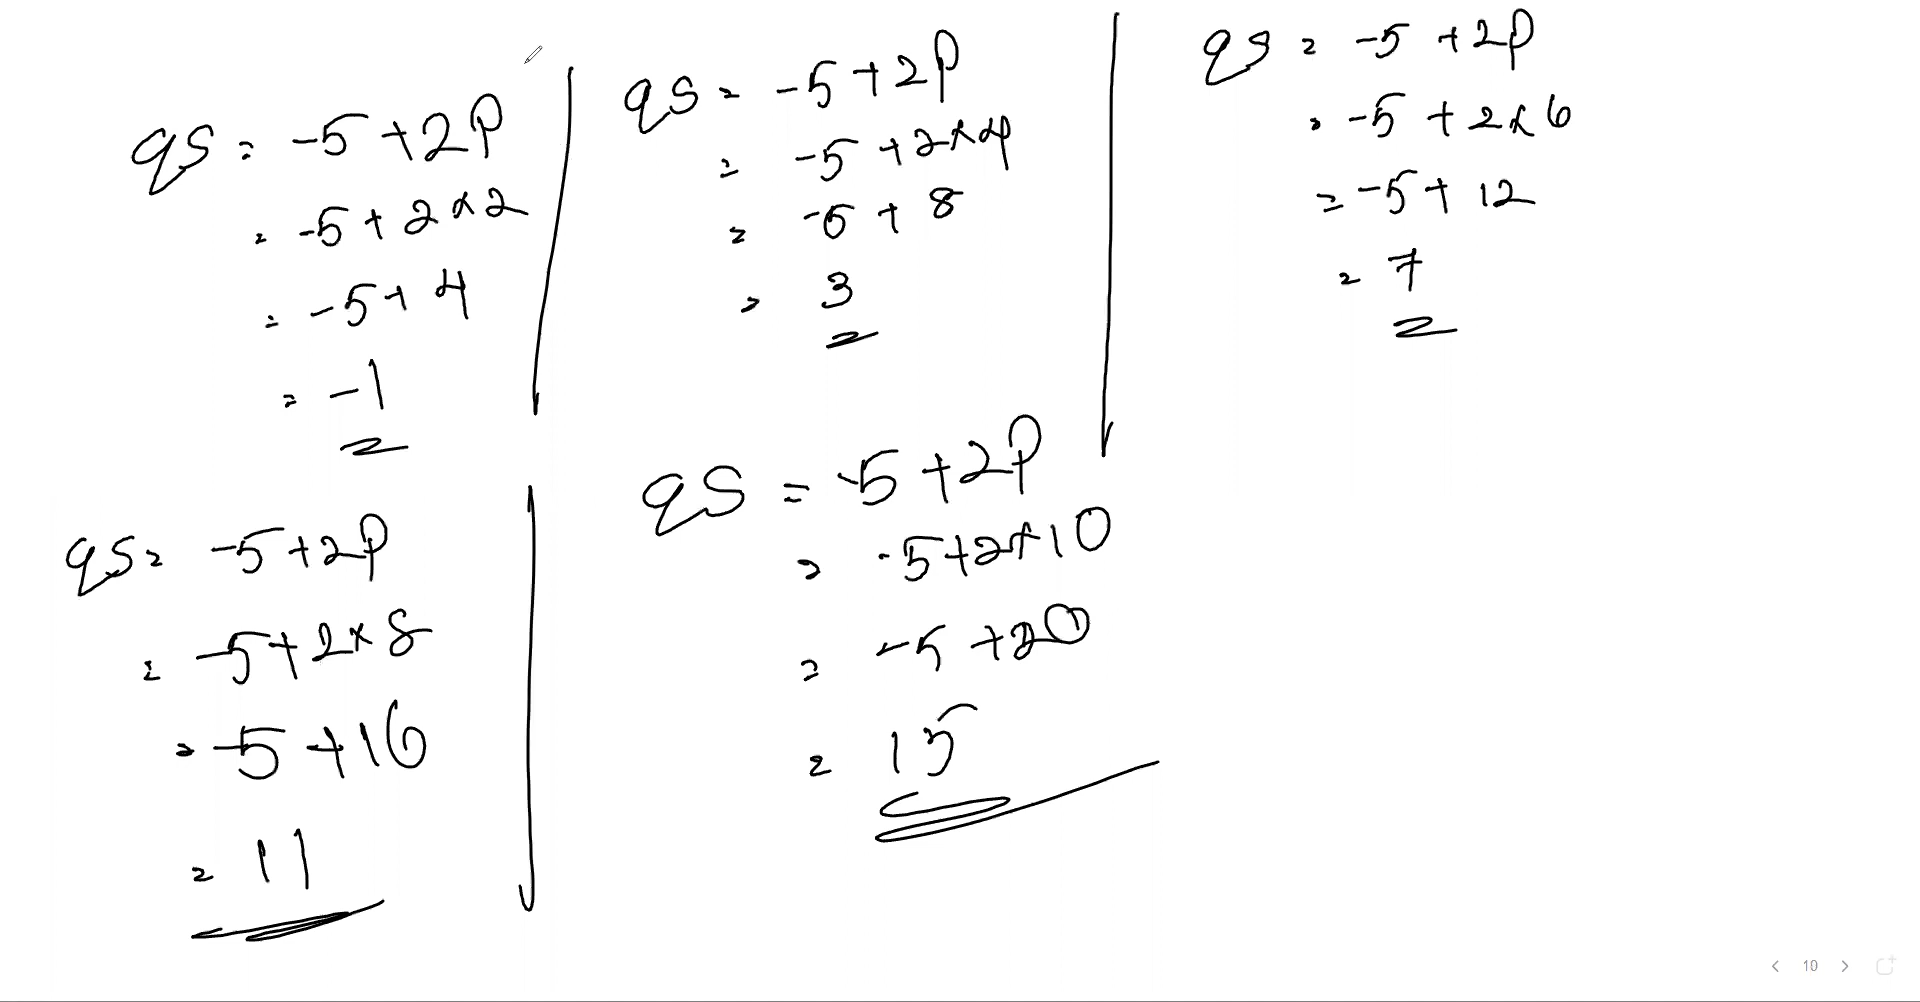 qs = -5 + 2P
= -5 + 2 × 2
= -5 + 4
= -1
qs = -5 + 2P
= -5 + 2 × 4
= -5 + 8
= 3
qs = -5 + 2P
= -5 + 2 × 6
= -5 + 12
= 7
qs = -5 + 2P
= -5 + 2 × 8
= -5 + 16
= 11
qs = -5 + 2P
= -5 + 2 × 10
= -5 + 20
= 15
< 10 >